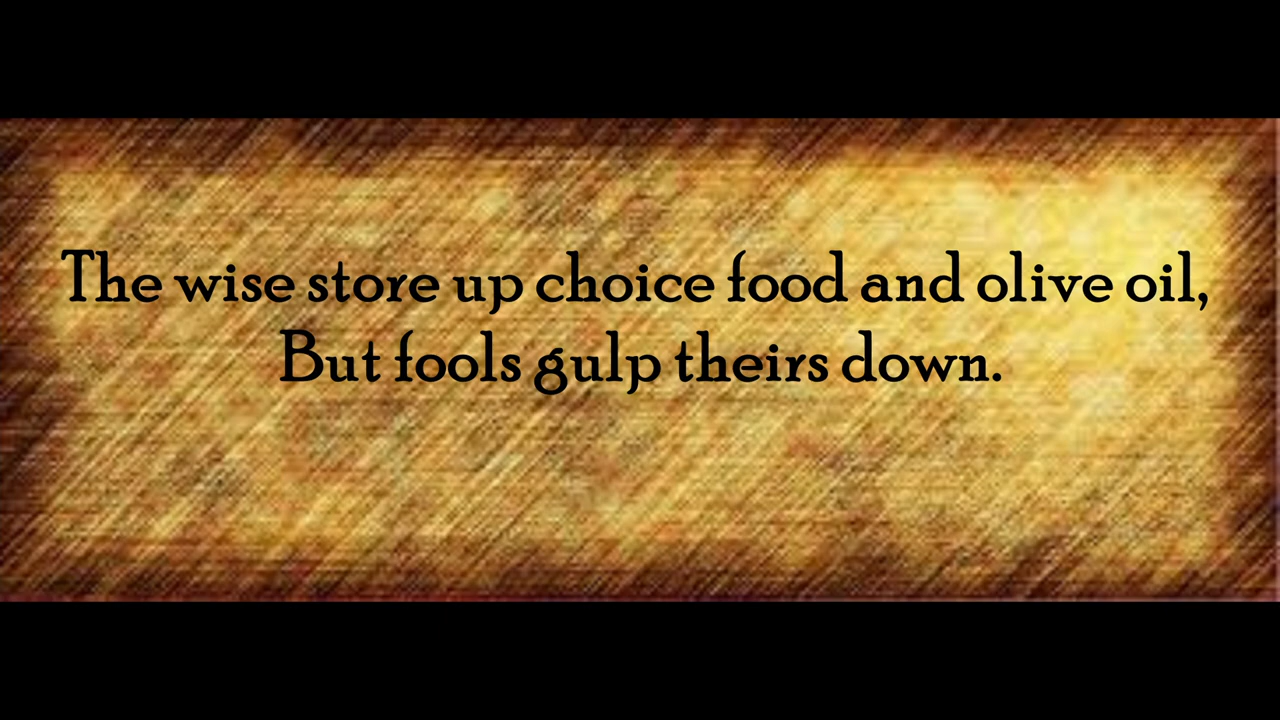 The wise store up choice food and olive oil,
But fools gulp theirs down.